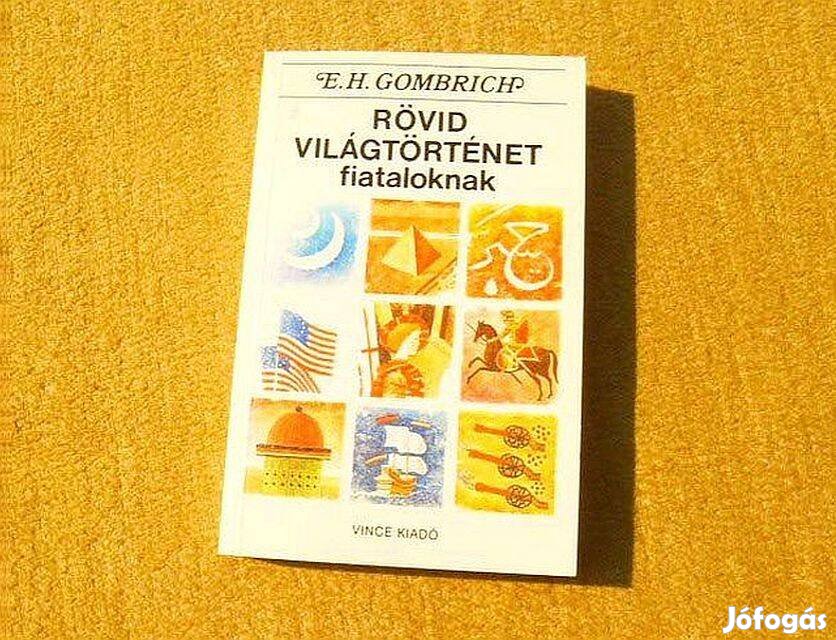 E.H. GOMBRICH
RÖVID
VILÁGTÖRTÉNET
fiataloknak
VINCE KIADÓ
Jófogás